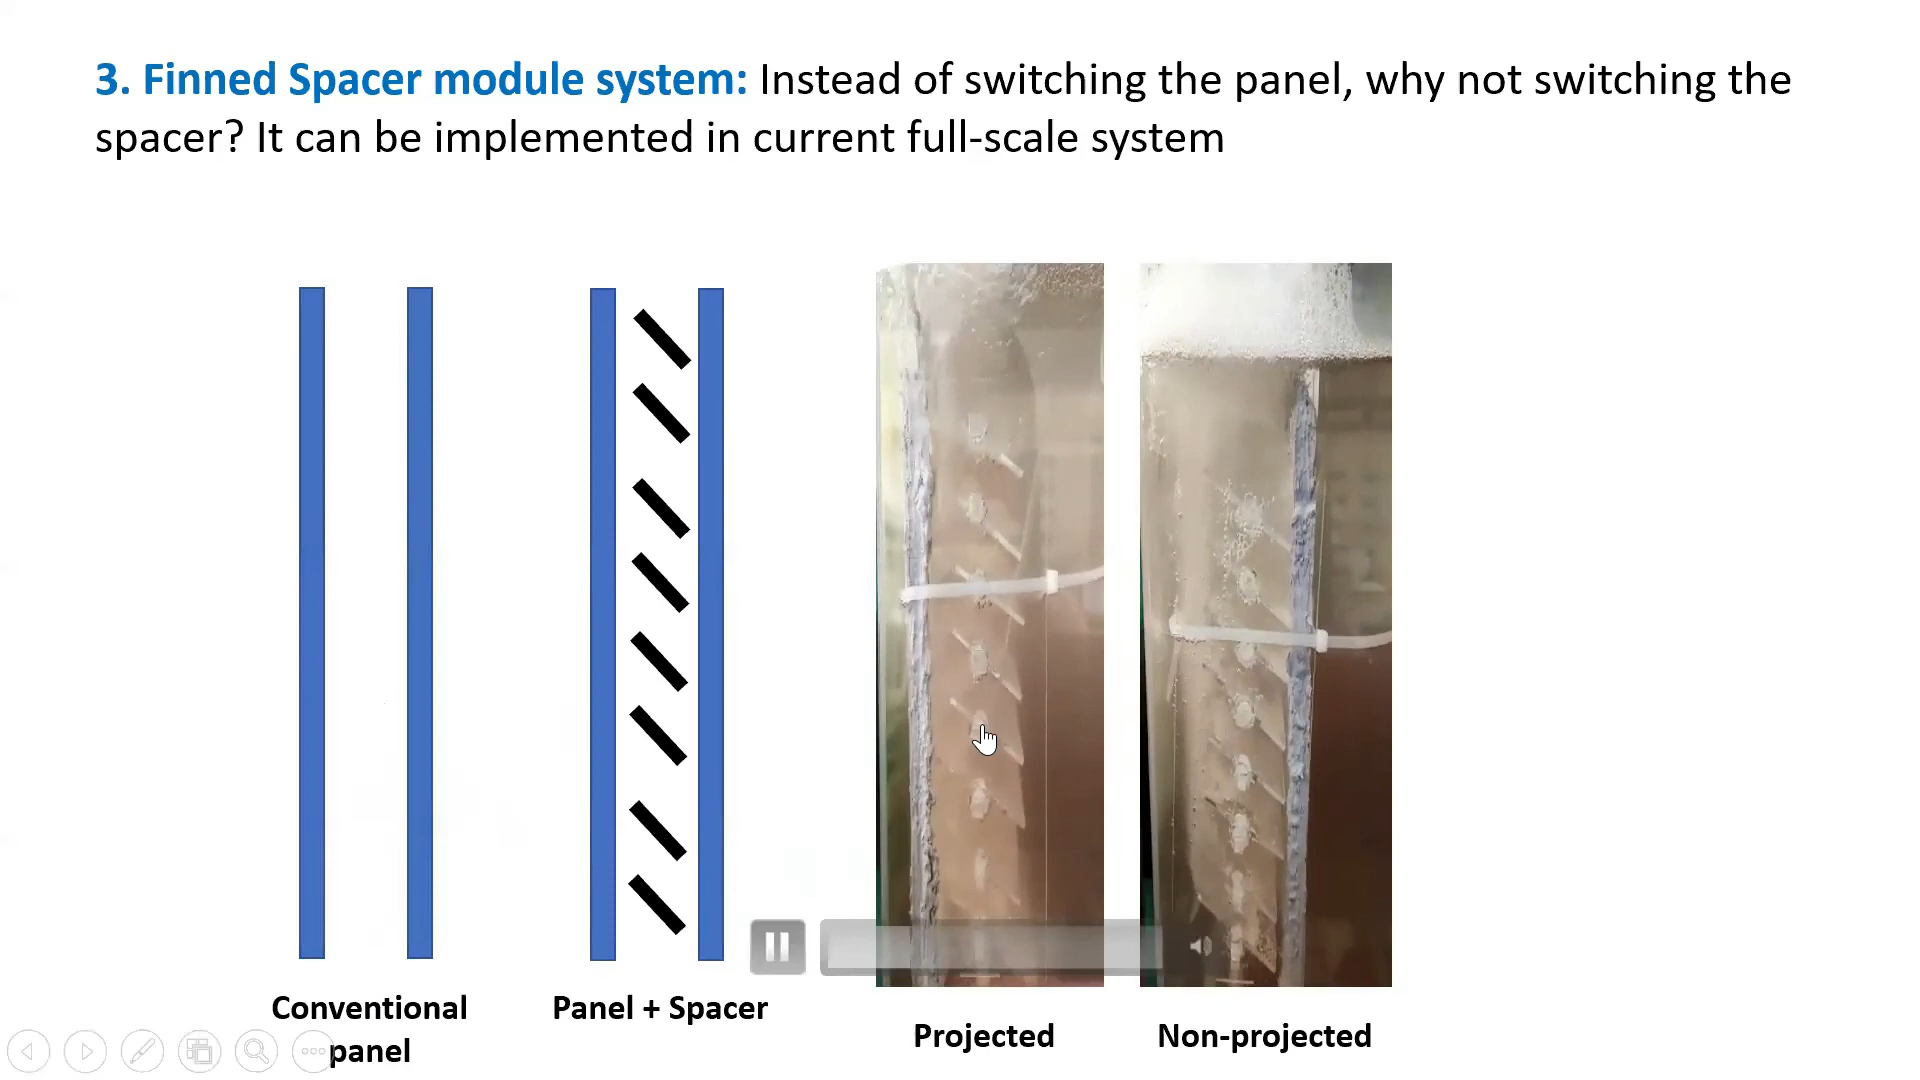 3. Finned Spacer module system: Instead of switching the panel, why not switching the
spacer? It can be implemented in current full-scale system
Conventional
panel
Panel + Spacer
Projected
Non-projected